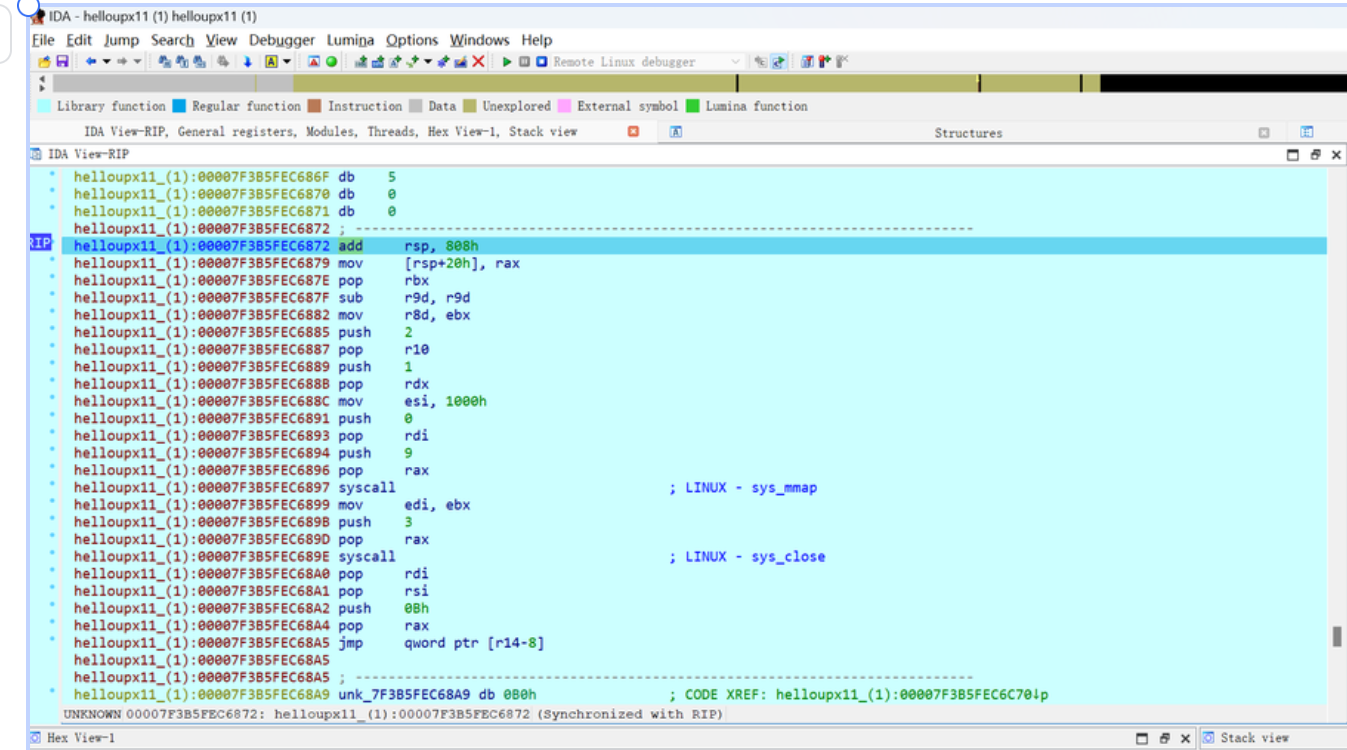 IDA - helloupx11 (1) helloupx11 (1)
File Edit Jump Search View Debugger Lumina Options Windows Help
Remote Linux debugger
Library function Regular function Instruction Data Unexplored External symbol Lumina function
IDA View-RIP, General registers, Modules, Threads, Hex View-1, Stack view Structures
IDA View-RIP
helloupx11_(1):00007F3B5FEC686F db 5
helloupx11_(1):00007F3B5FEC6870 db 0
helloupx11_(1):00007F3B5FEC6871 db 0
helloupx11_(1):00007F3B5FEC6872 ; ---------------------------------------------------------------------------
RIP helloupx11_(1):00007F3B5FEC6872 add rsp, 808h
helloupx11_(1):00007F3B5FEC6879 mov [rsp+20h], rax
helloupx11_(1):00007F3B5FEC687E pop rbx
helloupx11_(1):00007F3B5FEC687F sub r9d, r9d
helloupx11_(1):00007F3B5FEC6882 mov r8d, ebx
helloupx11_(1):00007F3B5FEC6885 push 2
helloupx11_(1):00007F3B5FEC6887 pop r10
helloupx11_(1):00007F3B5FEC6889 push 1
helloupx11_(1):00007F3B5FEC688B pop rdx
helloupx11_(1):00007F3B5FEC688C mov esi, 1000h
helloupx11_(1):00007F3B5FEC6891 push 0
helloupx11_(1):00007F3B5FEC6893 pop rdi
helloupx11_(1):00007F3B5FEC6894 push 9
helloupx11_(1):00007F3B5FEC6896 pop rax
helloupx11_(1):00007F3B5FEC6897 syscall ; LINUX - sys_mmap
helloupx11_(1):00007F3B5FEC6899 mov edi, ebx
helloupx11_(1):00007F3B5FEC689B push 3
helloupx11_(1):00007F3B5FEC689D pop rax
helloupx11_(1):00007F3B5FEC689E syscall ; LINUX - sys_close
helloupx11_(1):00007F3B5FEC68A0 pop rdi
helloupx11_(1):00007F3B5FEC68A1 pop rsi
helloupx11_(1):00007F3B5FEC68A2 push 0Bh
helloupx11_(1):00007F3B5FEC68A4 pop rax
helloupx11_(1):00007F3B5FEC68A5 jmp qword ptr [r14-8]
helloupx11_(1):00007F3B5FEC68A5
helloupx11_(1):00007F3B5FEC68A5 ; ---------------------------------------------------------------------------
helloupx11_(1):00007F3B5FEC68A9 unk_7F3B5FEC68A9 db 0B0h ; CODE XREF: helloupx11_(1):00007F3B5FEC6C70↓p
UNKNOWN 00007F3B5FEC6872: helloupx11_(1):00007F3B5FEC6872 (Synchronized with RIP)
Hex View-1 Stack view